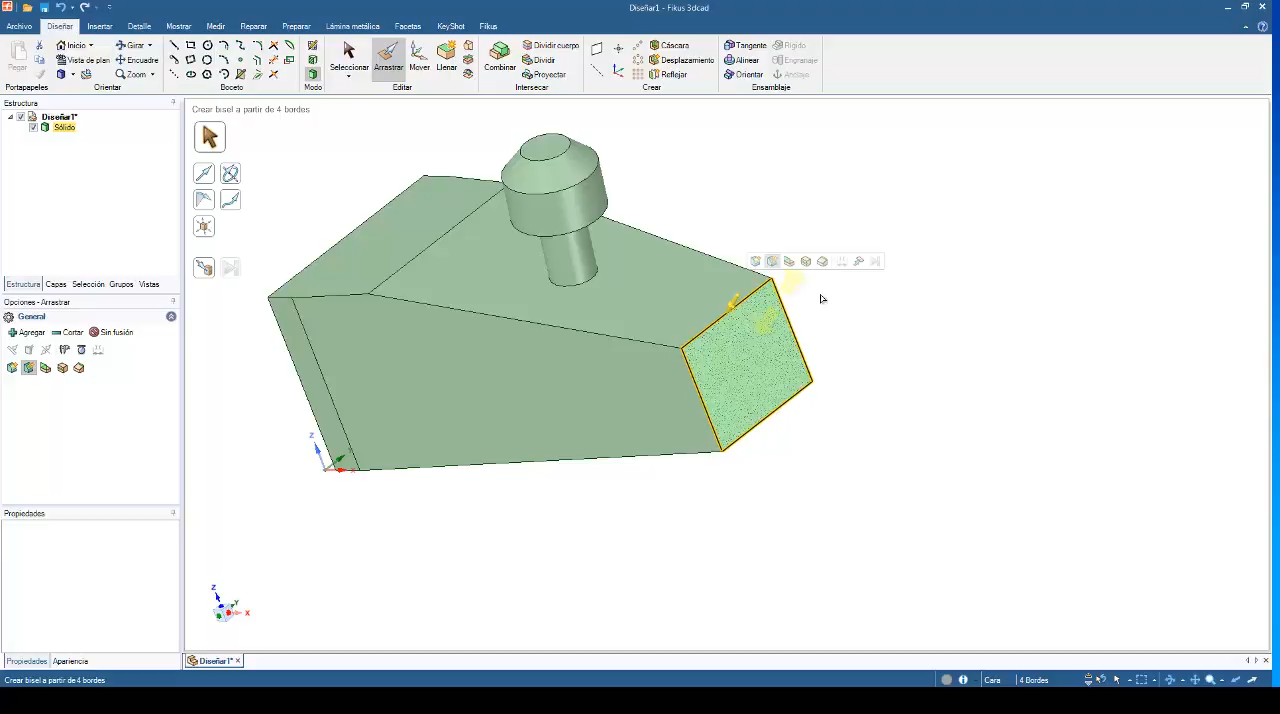 Diseñar1 - Fikus 3dcad
Archivo Diseñar Insertar Detalle Mostrar Medir Reparar Preparar Lámina metálica Facetas KeyShot Fikus
Pegar
Inicio
Vista de plan
Girar
Encuadre
Zoom
Seleccionar Arrastrar Mover Llenar
Combinar
Dividir cuerpo
Dividir
Proyectar
Cáscara
Desplazamiento
Reflejar
Tangente
Alinear
Orientar
Rígido
Engranaje
Anclaje
Portapapeles Orientar Boceto Modo Editar Intersecar Crear Ensamblaje
Estructura
Diseñar1*
Sólido
Crear bisel a partir de 4 bordes
Estructura Capas Selección Grupos Vistas
Opciones - Arrastrar
General
Agregar Cortar Sin fusión
Propiedades
Z
X
Z
Y
X
Propiedades Apariencia
Diseñar1*
Crear bisel a partir de 4 bordes
Cara
4 Bordes